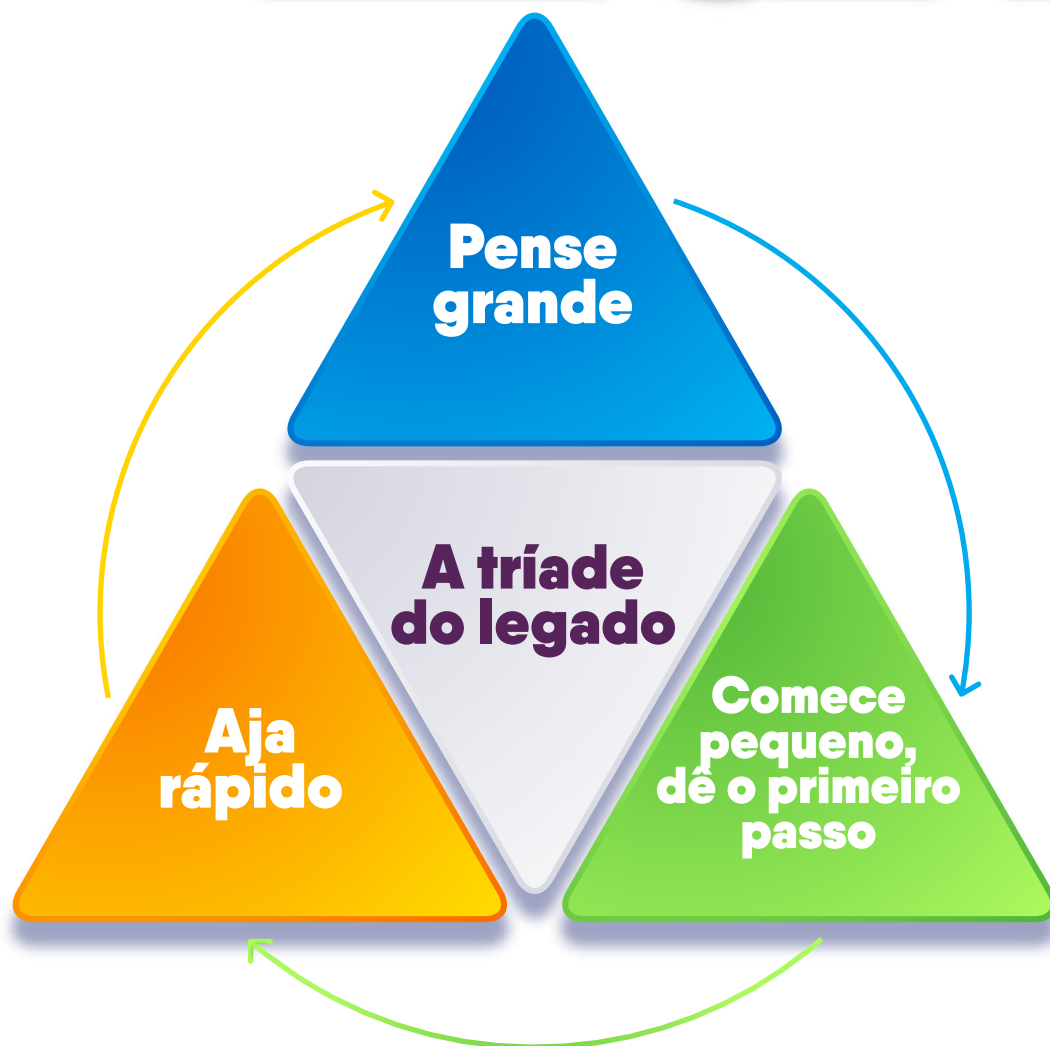 Pense
grande
A tríade
do legado
Aja
rápido
Comece
pequeno,
dê o primeiro
passo